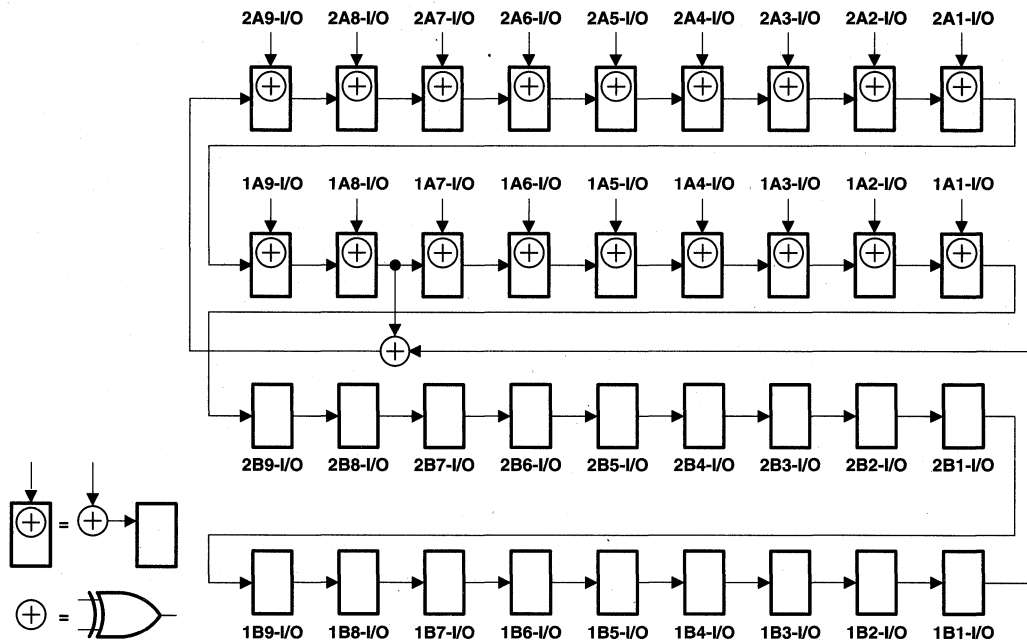 2A9-I/O 2A8-I/O 2A7-I/O 2A6-I/O 2A5-I/O 2A4-I/O 2A3-I/O 2A2-I/O 2A1-I/O
1A9-I/O 1A8-I/O 1A7-I/O 1A6-I/O 1A5-I/O 1A4-I/O 1A3-I/O 1A2-I/O 1A1-I/O
2B9-I/O 2B8-I/O 2B7-I/O 2B6-I/O 2B5-I/O 2B4-I/O 2B3-I/O 2B2-I/O 2B1-I/O
=
=
1B9-I/O 1B8-I/O 1B7-I/O 1B6-I/O 1B5-I/O 1B4-I/O 1B3-I/O 1B2-I/O 1B1-I/O